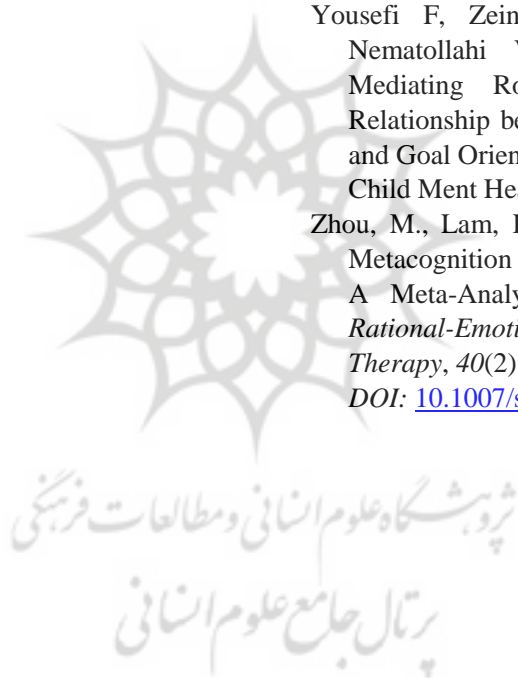 Yousefi F, Zein
Nematollahi
Mediating Ro
Relationship be
and Goal Orien
Child Ment Hea
Zhou, M., Lam,
Metacognition
A Meta-Analy
Rational-Emoti
Therapy, 40(2)
DOI: 10.1007/s
پژوهشگاه علوم انسانی و مطالعات فرهنگی
پرتال جامع علوم انسانی